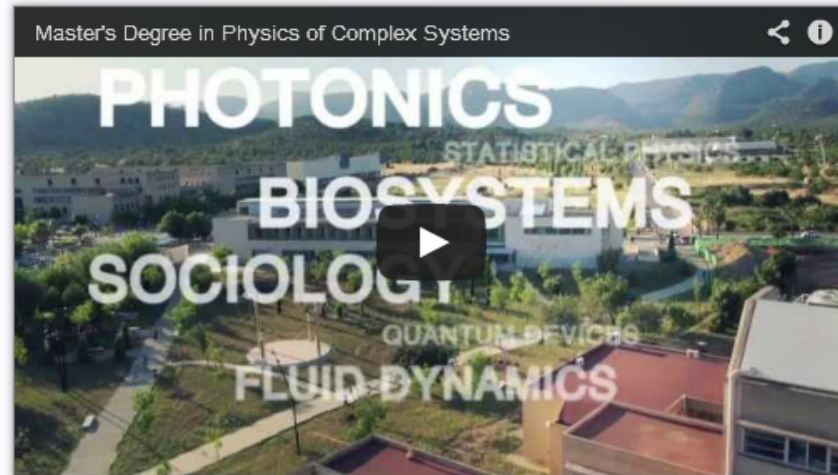 Master's Degree in Physics of Complex Systems
PHOTONICS
STATISTICAL PHYSICS
BIOSYSTEMS
SOCIOLOGY
QUANTUM DEVICES
FLUID DYNAMICS